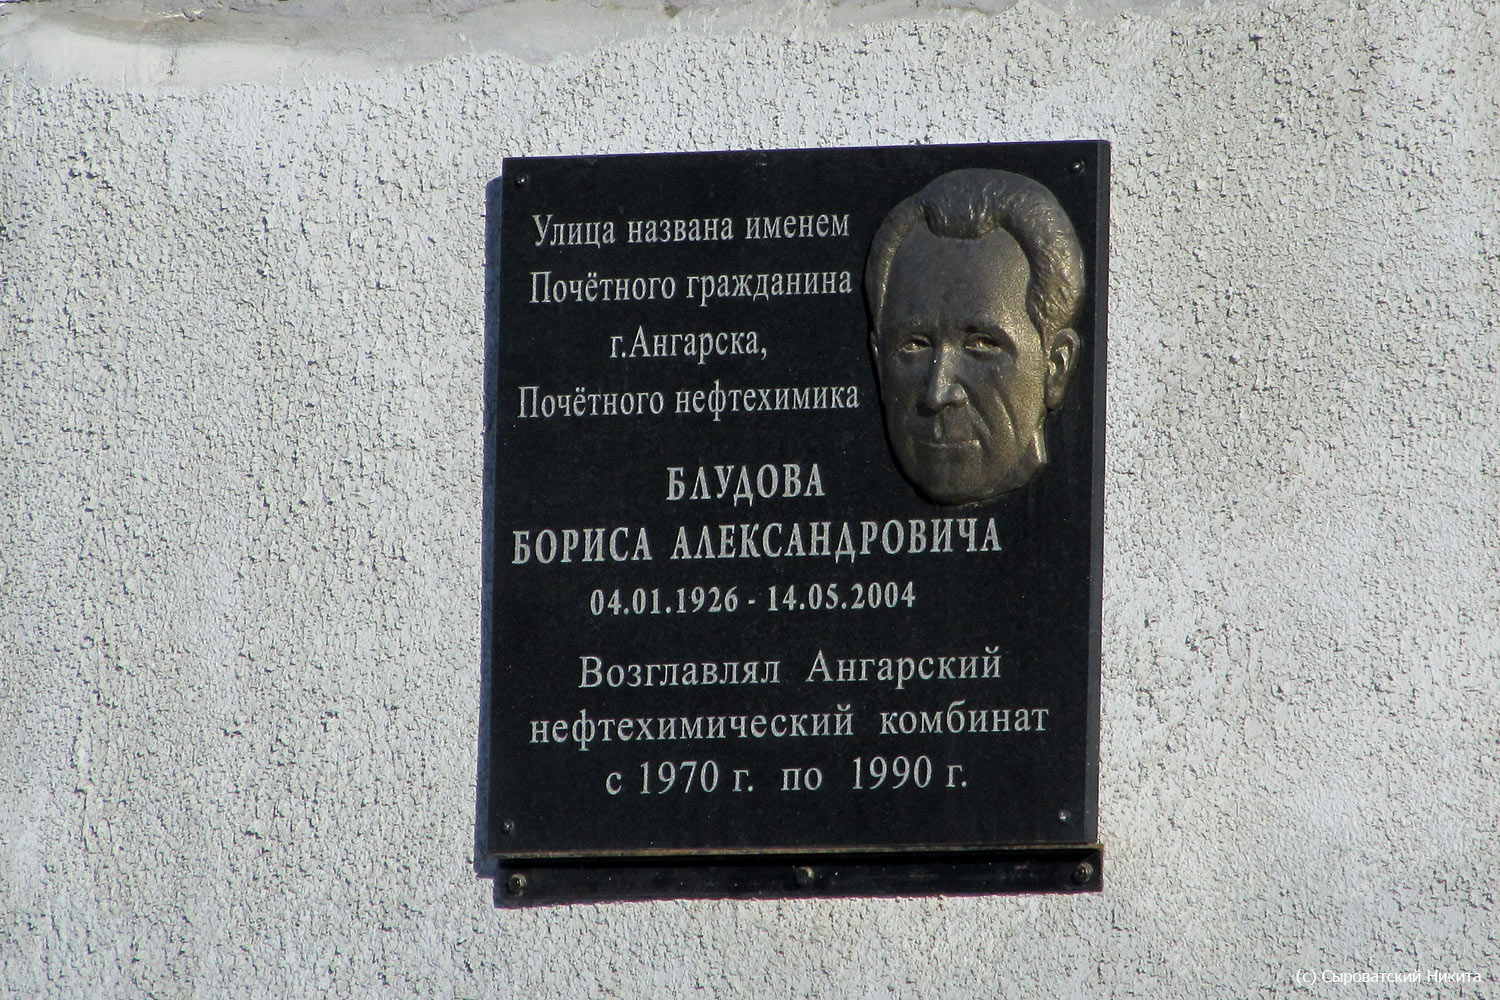 Улица названа именем
Почётного гражданина
г.Ангарска,
Почётного нефтехимика
БЛУДОВА
БОРИСА АЛЕКСАНДРОВИЧА
04.01.1926 - 14.05.2004
Возглавлял Ангарский
нефтехимический комбинат
с 1970 г. по 1990 г.
(c) Сыроватский Никита